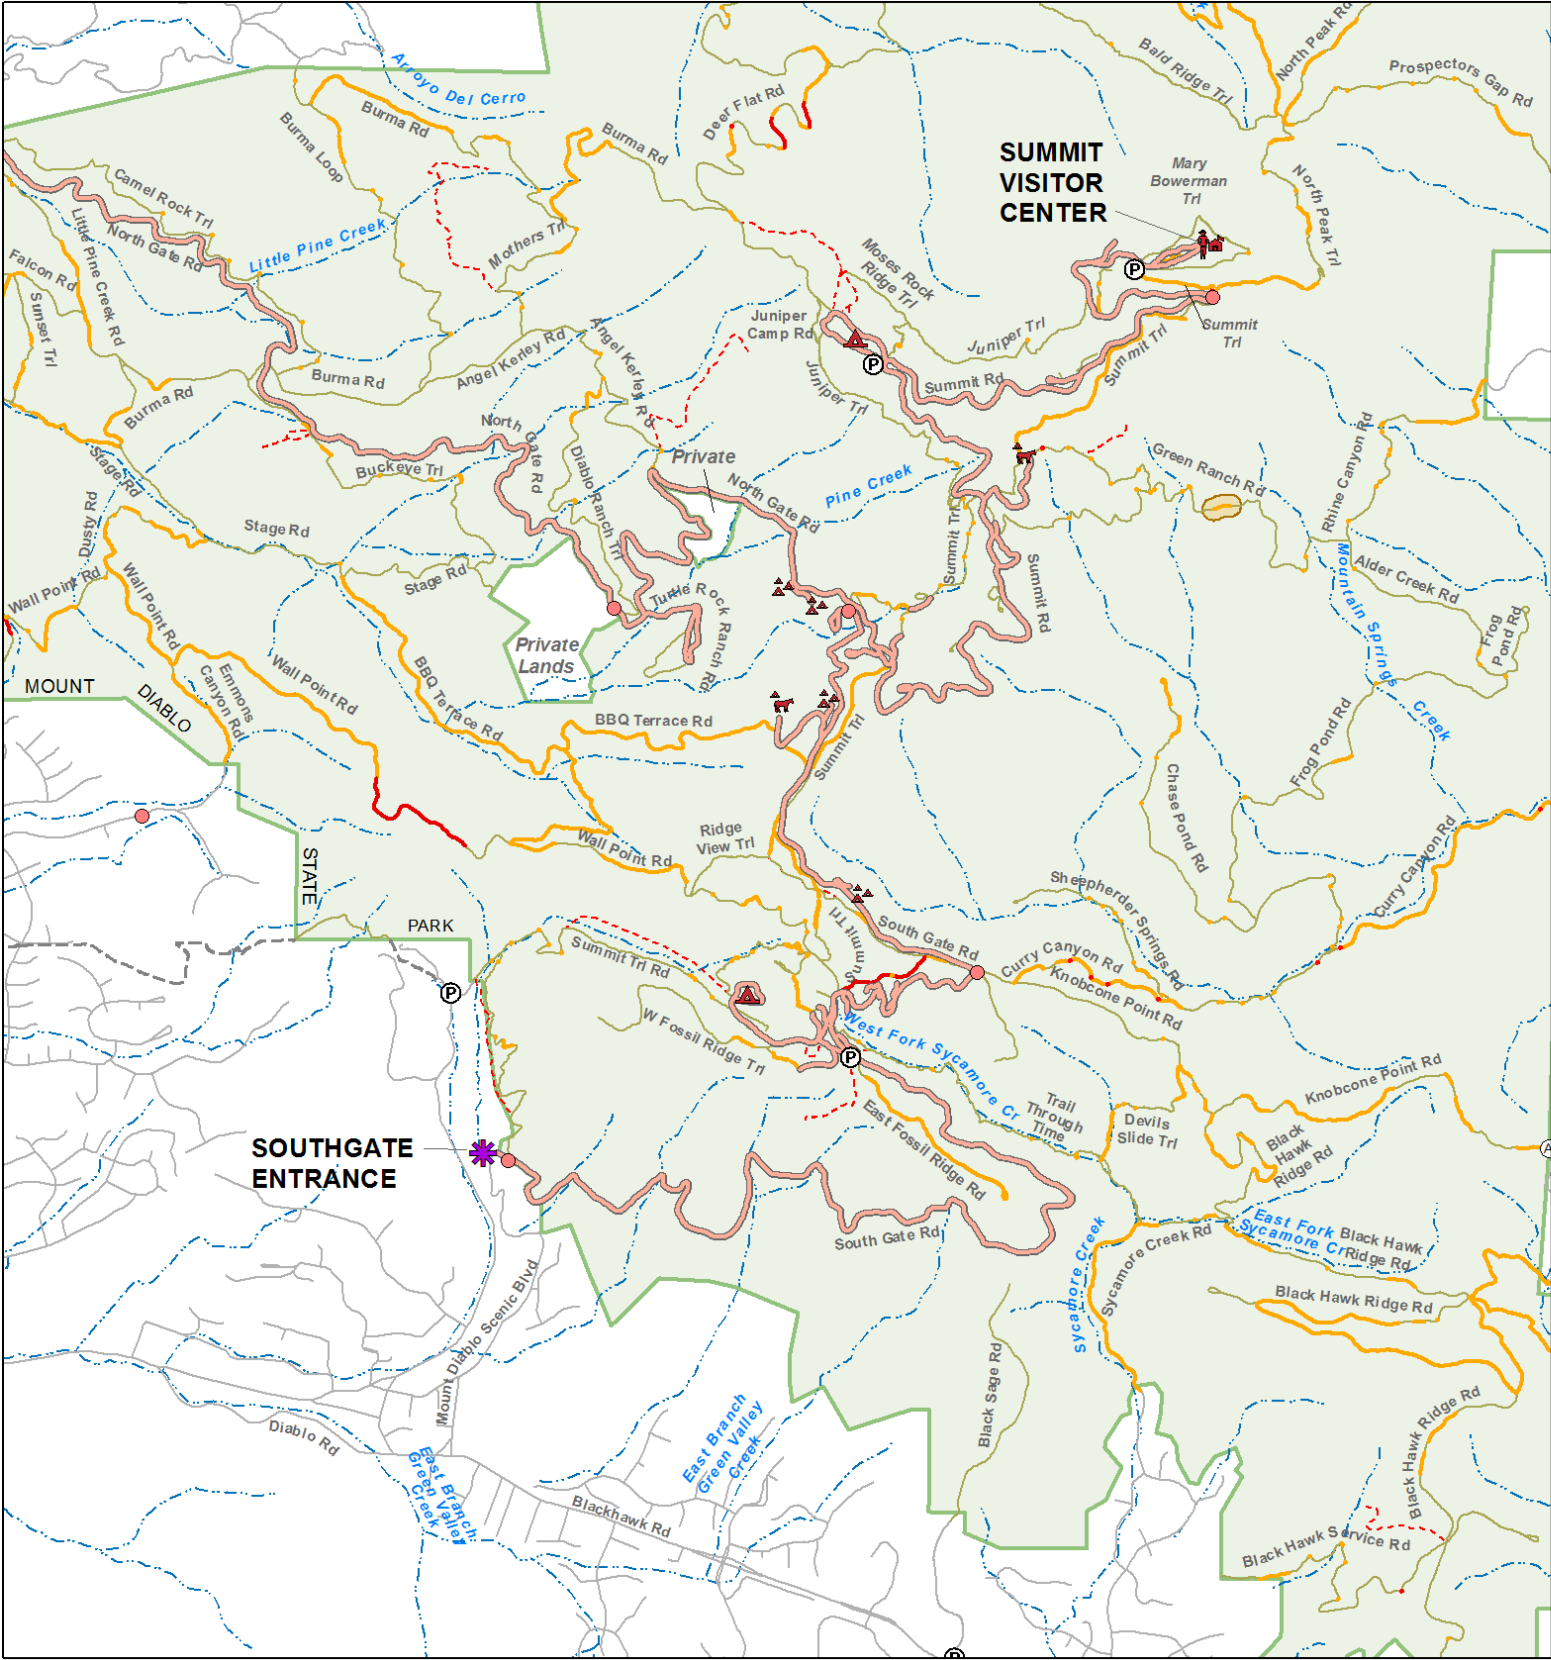 Arroyo Del Cerro
Burma Rd
Burma Loop
Burma Rd
Deer Flat Rd
Bald Ridge Trl
North Peak Rd
Prospectors Gap Rd
SUMMIT
VISITOR
CENTER
Mary
Bowerman
Trl
North Peak Trl
Camel Rock Trl
North Gate Rd
Little Pine Creek Rd
Little Pine Creek
Mothers Trl
Falcon Rd
Sunset Trl
Moses Rock
Ridge Trl
Juniper
Camp Rd
P
P
Juniper Trl
Summit
Trl
Summit Trl
Angel Kerley Rd
Angel Kerley Rd
Burma Rd
Burma Rd
Juniper Trl
Summit Rd
North Gate Rd
Buckeye Trl
Stage Rd
Dusty Rd
Diablo Ranch Trl
Private
North Gate Rd
Pine Creek
Green Ranch Rd
Rhine Canyon Rd
Stage Rd
Summit Trl
Summit Rd
Alder Creek Rd
Mountain Springs
Creek
Frog
Pond Rd
Wall Point Rd
Wall Point Rd
Stage Rd
Turtle Rock Ranch Rd
Private
Lands
MOUNT
DIABLO
STATE
PARK
Emmons
Canyon Rd
Wall Point Rd
BBQ Terrace Rd
BBQ Terrace Rd
Summit Trl
Frog Pond Rd
Chase Pond Rd
Curry Canyon Rd
Ridge
View Trl
Wall Point Rd
Sheepherder Springs Rd
Summit Trl
South Gate Rd
Curry Canyon Rd
Knobcone Point Rd
Summit Trl Rd
P
W Fossil Ridge Trl
West Fork Sycamore Cr
P
Trail
Through
Time
Devils
Slide Trl
Knobcone Point Rd
Black
Hawk
Ridge Rd
East Fossil Ridge Rd
SOUTHGATE
ENTRANCE
South Gate Rd
Sycamore Creek
Sycamore Creek Rd
East Fork
Sycamore Cr
Black Hawk
Ridge Rd
Black Hawk Ridge Rd
Mount Diablo Scenic Blvd
Black Sage Rd
Diablo Rd
East Branch
Green Valley
Creek
East Branch
Green Valley
Creek
Blackhawk Rd
Black Hawk Ridge Rd
Black Hawk Service Rd